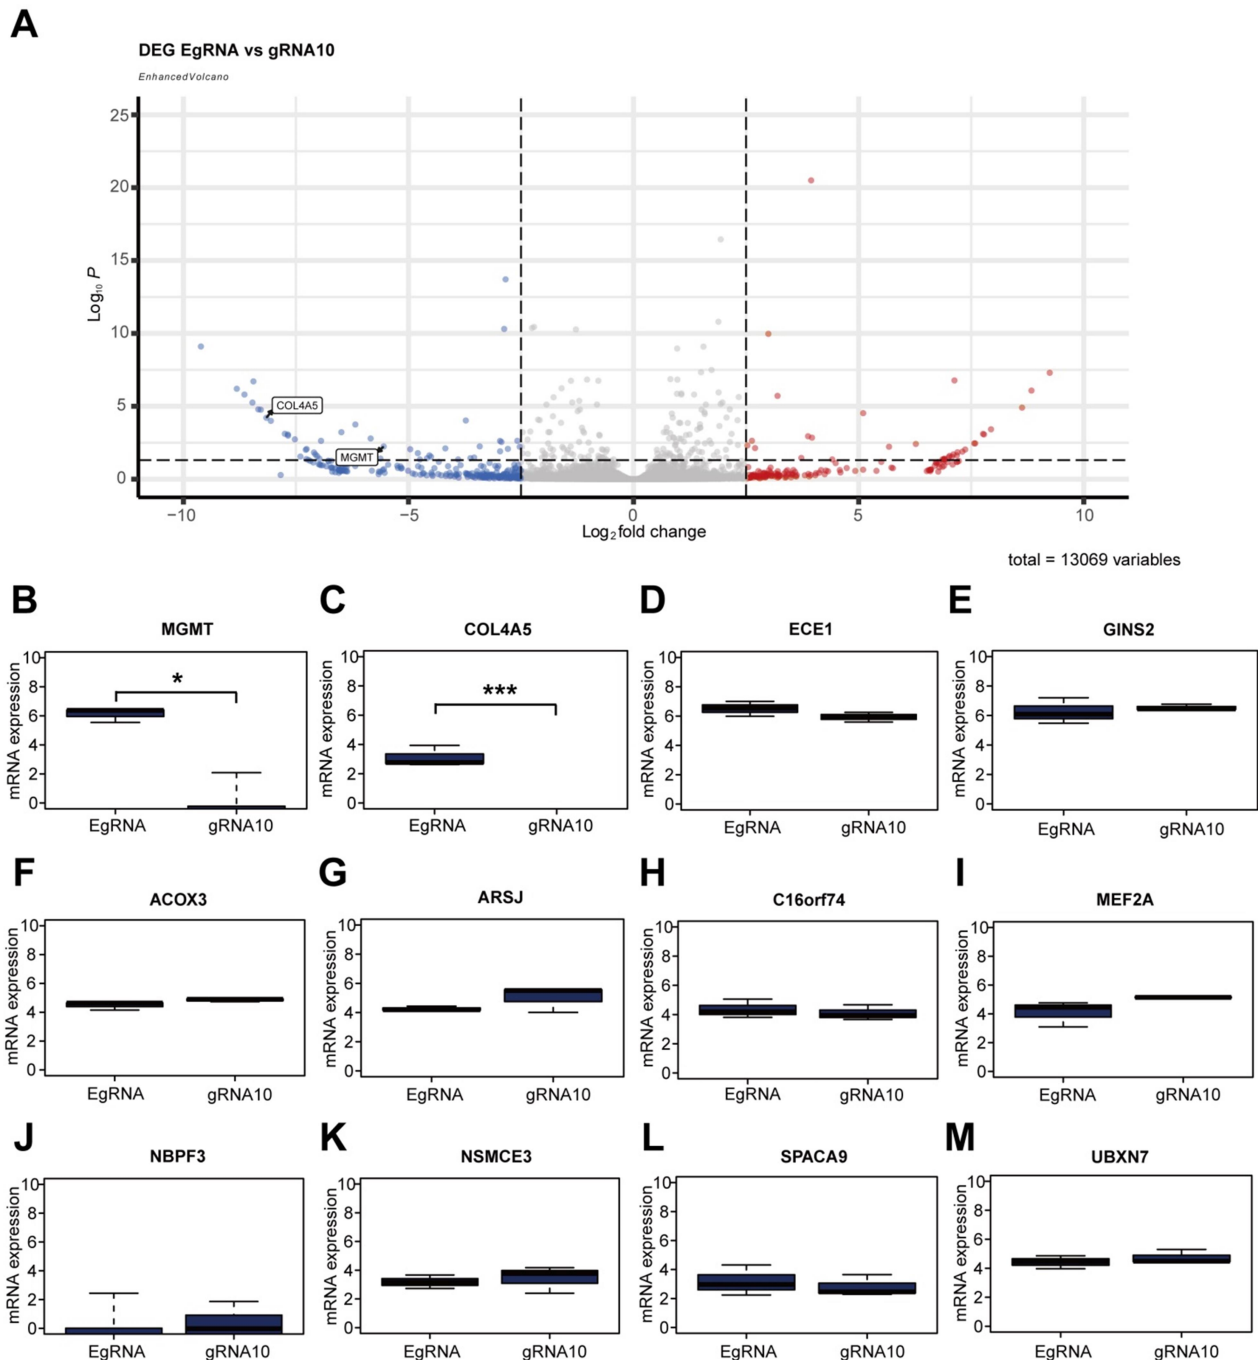 A
DEG EgRNA vs gRNA10
EnhancedVolcano
25
20
15
10
5
0
Log₁₀ P
COL4A5
MGMT
−10
−5
0
5
10
Log₂ fold change
total = 13069 variables
B
MGMT
mRNA expression
10
8
6
4
2
0
*
EgRNA
gRNA10
C
COL4A5
mRNA expression
10
8
6
4
2
0
***
EgRNA
gRNA10
D
ECE1
mRNA expression
10
8
6
4
2
0
EgRNA
gRNA10
E
GINS2
mRNA expression
10
8
6
4
2
0
EgRNA
gRNA10
F
ACOX3
mRNA expression
10
8
6
4
2
0
EgRNA
gRNA10
G
ARSJ
mRNA expression
10
8
6
4
2
0
EgRNA
gRNA10
H
C16orf74
mRNA expression
10
8
6
4
2
0
EgRNA
gRNA10
I
MEF2A
mRNA expression
10
8
6
4
2
0
EgRNA
gRNA10
J
NBPF3
mRNA expression
10
8
6
4
2
0
EgRNA
gRNA10
K
NSMCE3
mRNA expression
10
8
6
4
2
0
EgRNA
gRNA10
L
SPACA9
mRNA expression
10
8
6
4
2
0
EgRNA
gRNA10
M
UBXN7
mRNA expression
10
8
6
4
2
0
EgRNA
gRNA10